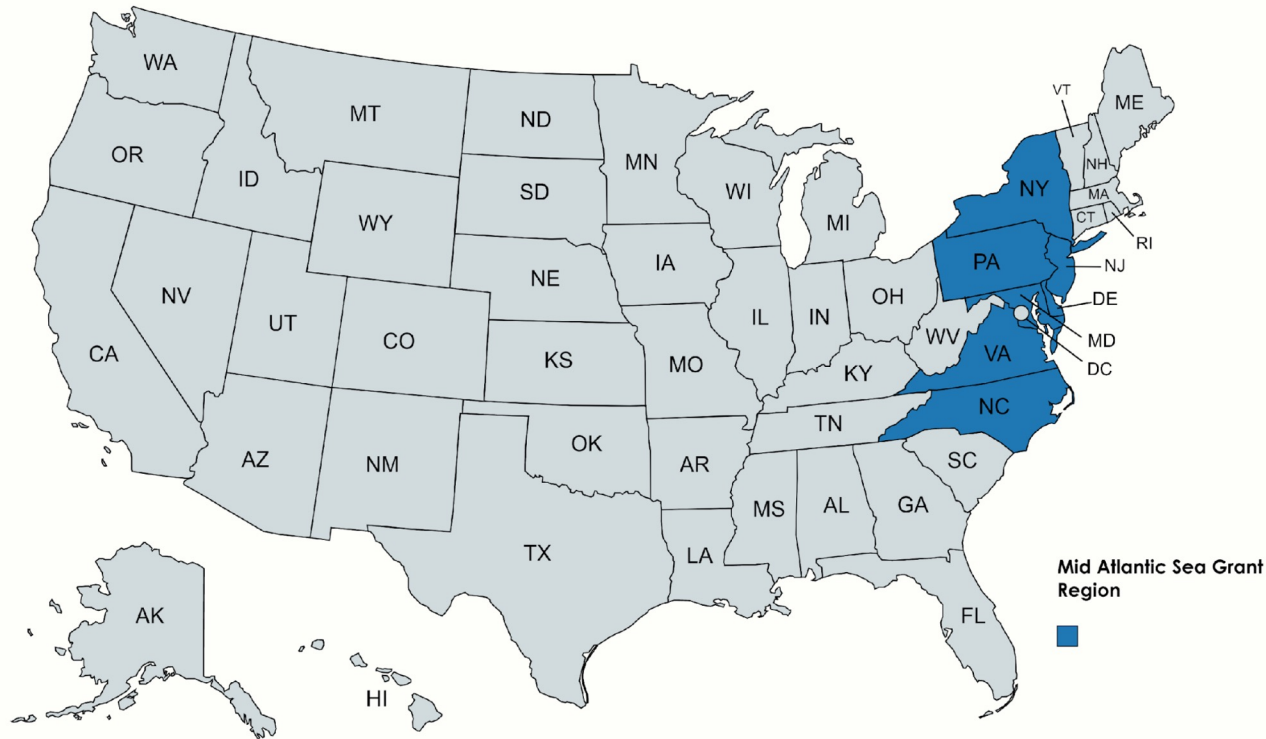 WA
MT
ND
MN
VT
ME
OR
ID
SD
WI
NH
NY
MA
WY
MI
CT
RI
IA
PA
NJ
NE
NV
OH
DE
UT
IL
IN
CO
WV
MD
CA
VA
KS
MO
DC
KY
NC
TN
OK
AZ
NM
AR
SC
MS
AL
GA
TX
LA
Mid Atlantic Sea Grant
Region
AK
FL
HI